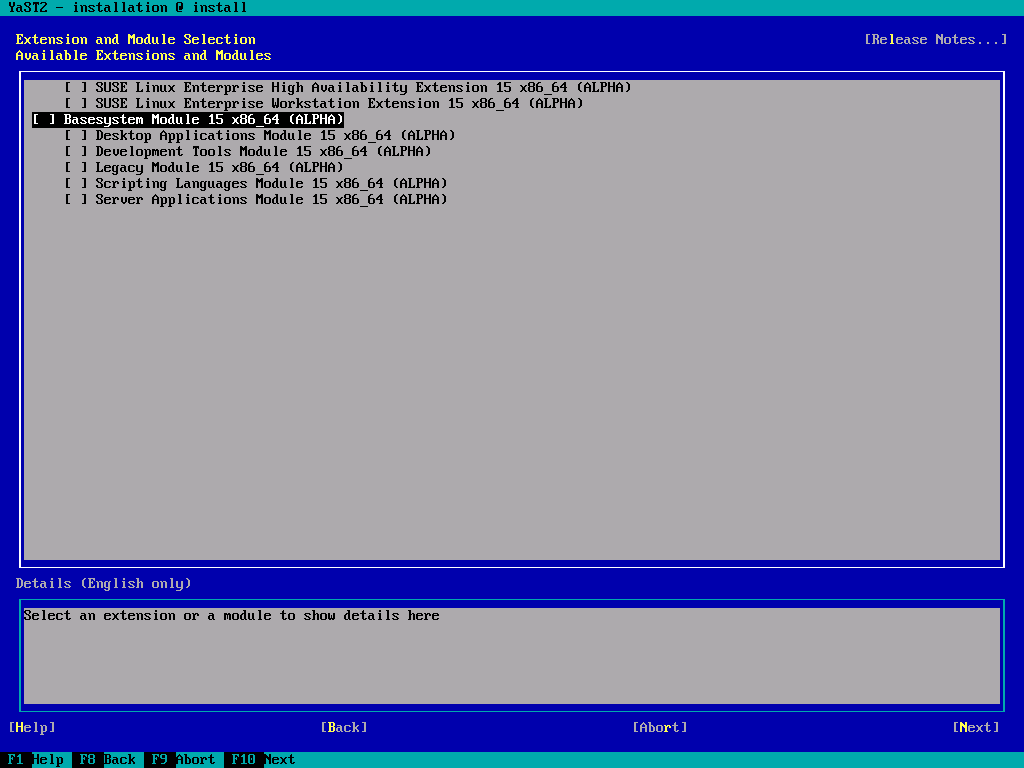 YaST2 - installation @ install
Extension and Module Selection [Release Notes...]
Available Extensions and Modules
[ ] SUSE Linux Enterprise High Availability Extension 15 x86_64 (ALPHA)
[ ] SUSE Linux Enterprise Workstation Extension 15 x86_64 (ALPHA)
[ ] Basesystem Module 15 x86_64 (ALPHA)
[ ] Desktop Applications Module 15 x86_64 (ALPHA)
[ ] Development Tools Module 15 x86_64 (ALPHA)
[ ] Legacy Module 15 x86_64 (ALPHA)
[ ] Scripting Languages Module 15 x86_64 (ALPHA)
[ ] Server Applications Module 15 x86_64 (ALPHA)
Details (English only)
Select an extension or a module to show details here
[Help] [Back] [Abort] [Next]
F1 Help F8 Back F9 Abort F10 Next